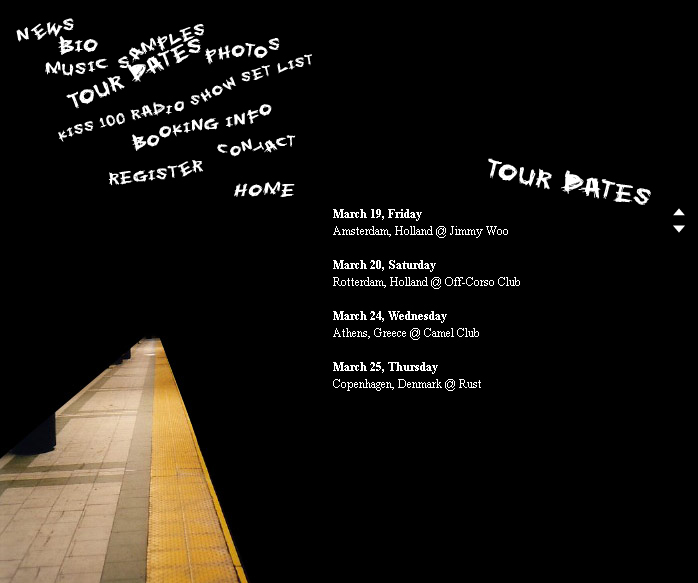 NEWS
BIO
MUSIC SAMPLES
TOUR DATES
PHOTOS
KISS 100 RADIO SHOW SET LIST
BOOKING INFO
CONTACT
REGISTER
HOME
TOUR DATES
March 19, Friday
Amsterdam, Holland @ Jimmy Woo
March 20, Saturday
Rotterdam, Holland @ Off-Corso Club
March 24, Wednesday
Athens, Greece @ Camel Club
March 25, Thursday
Copenhagen, Denmark @ Rust